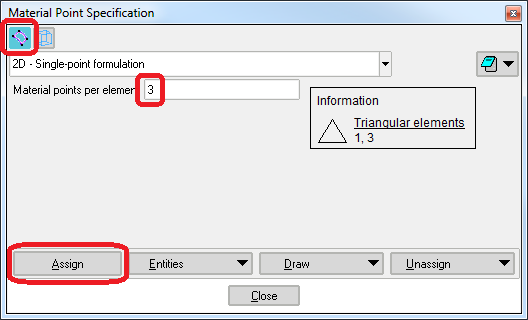 Material Point Specification
2D - Single-point formulation
Material points per element 3
Information
Triangular elements
1, 3
Assign Entities Draw Unassign
Close